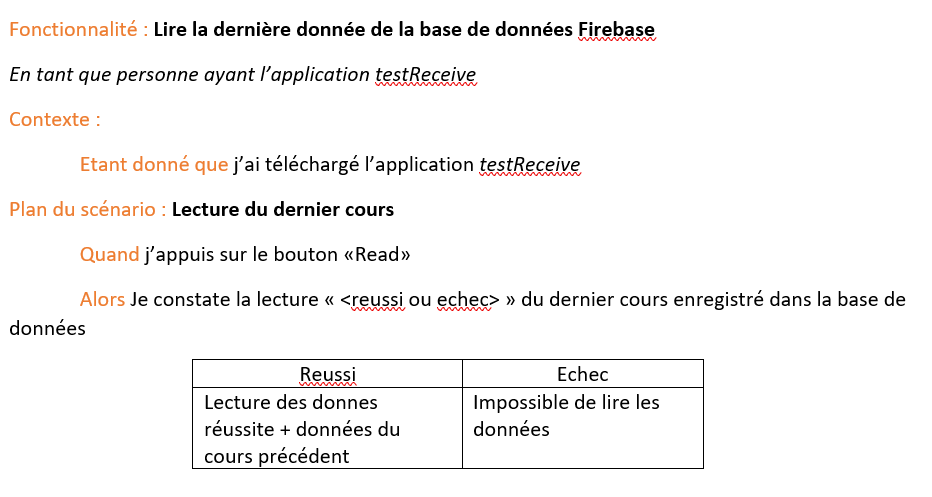 Fonctionnalité : Lire la dernière donnée de la base de données Firebase
En tant que personne ayant l’application testReceive
Contexte :
Etant donné que j’ai téléchargé l’application testReceive
Plan du scénario : Lecture du dernier cours
Quand j’appuis sur le bouton «Read»
Alors Je constate la lecture « <reussi ou echec> » du dernier cours enregistré dans la base de
données
Reussi Echec
Lecture des donnes Impossible de lire les
réussite + données du données
cours précédent